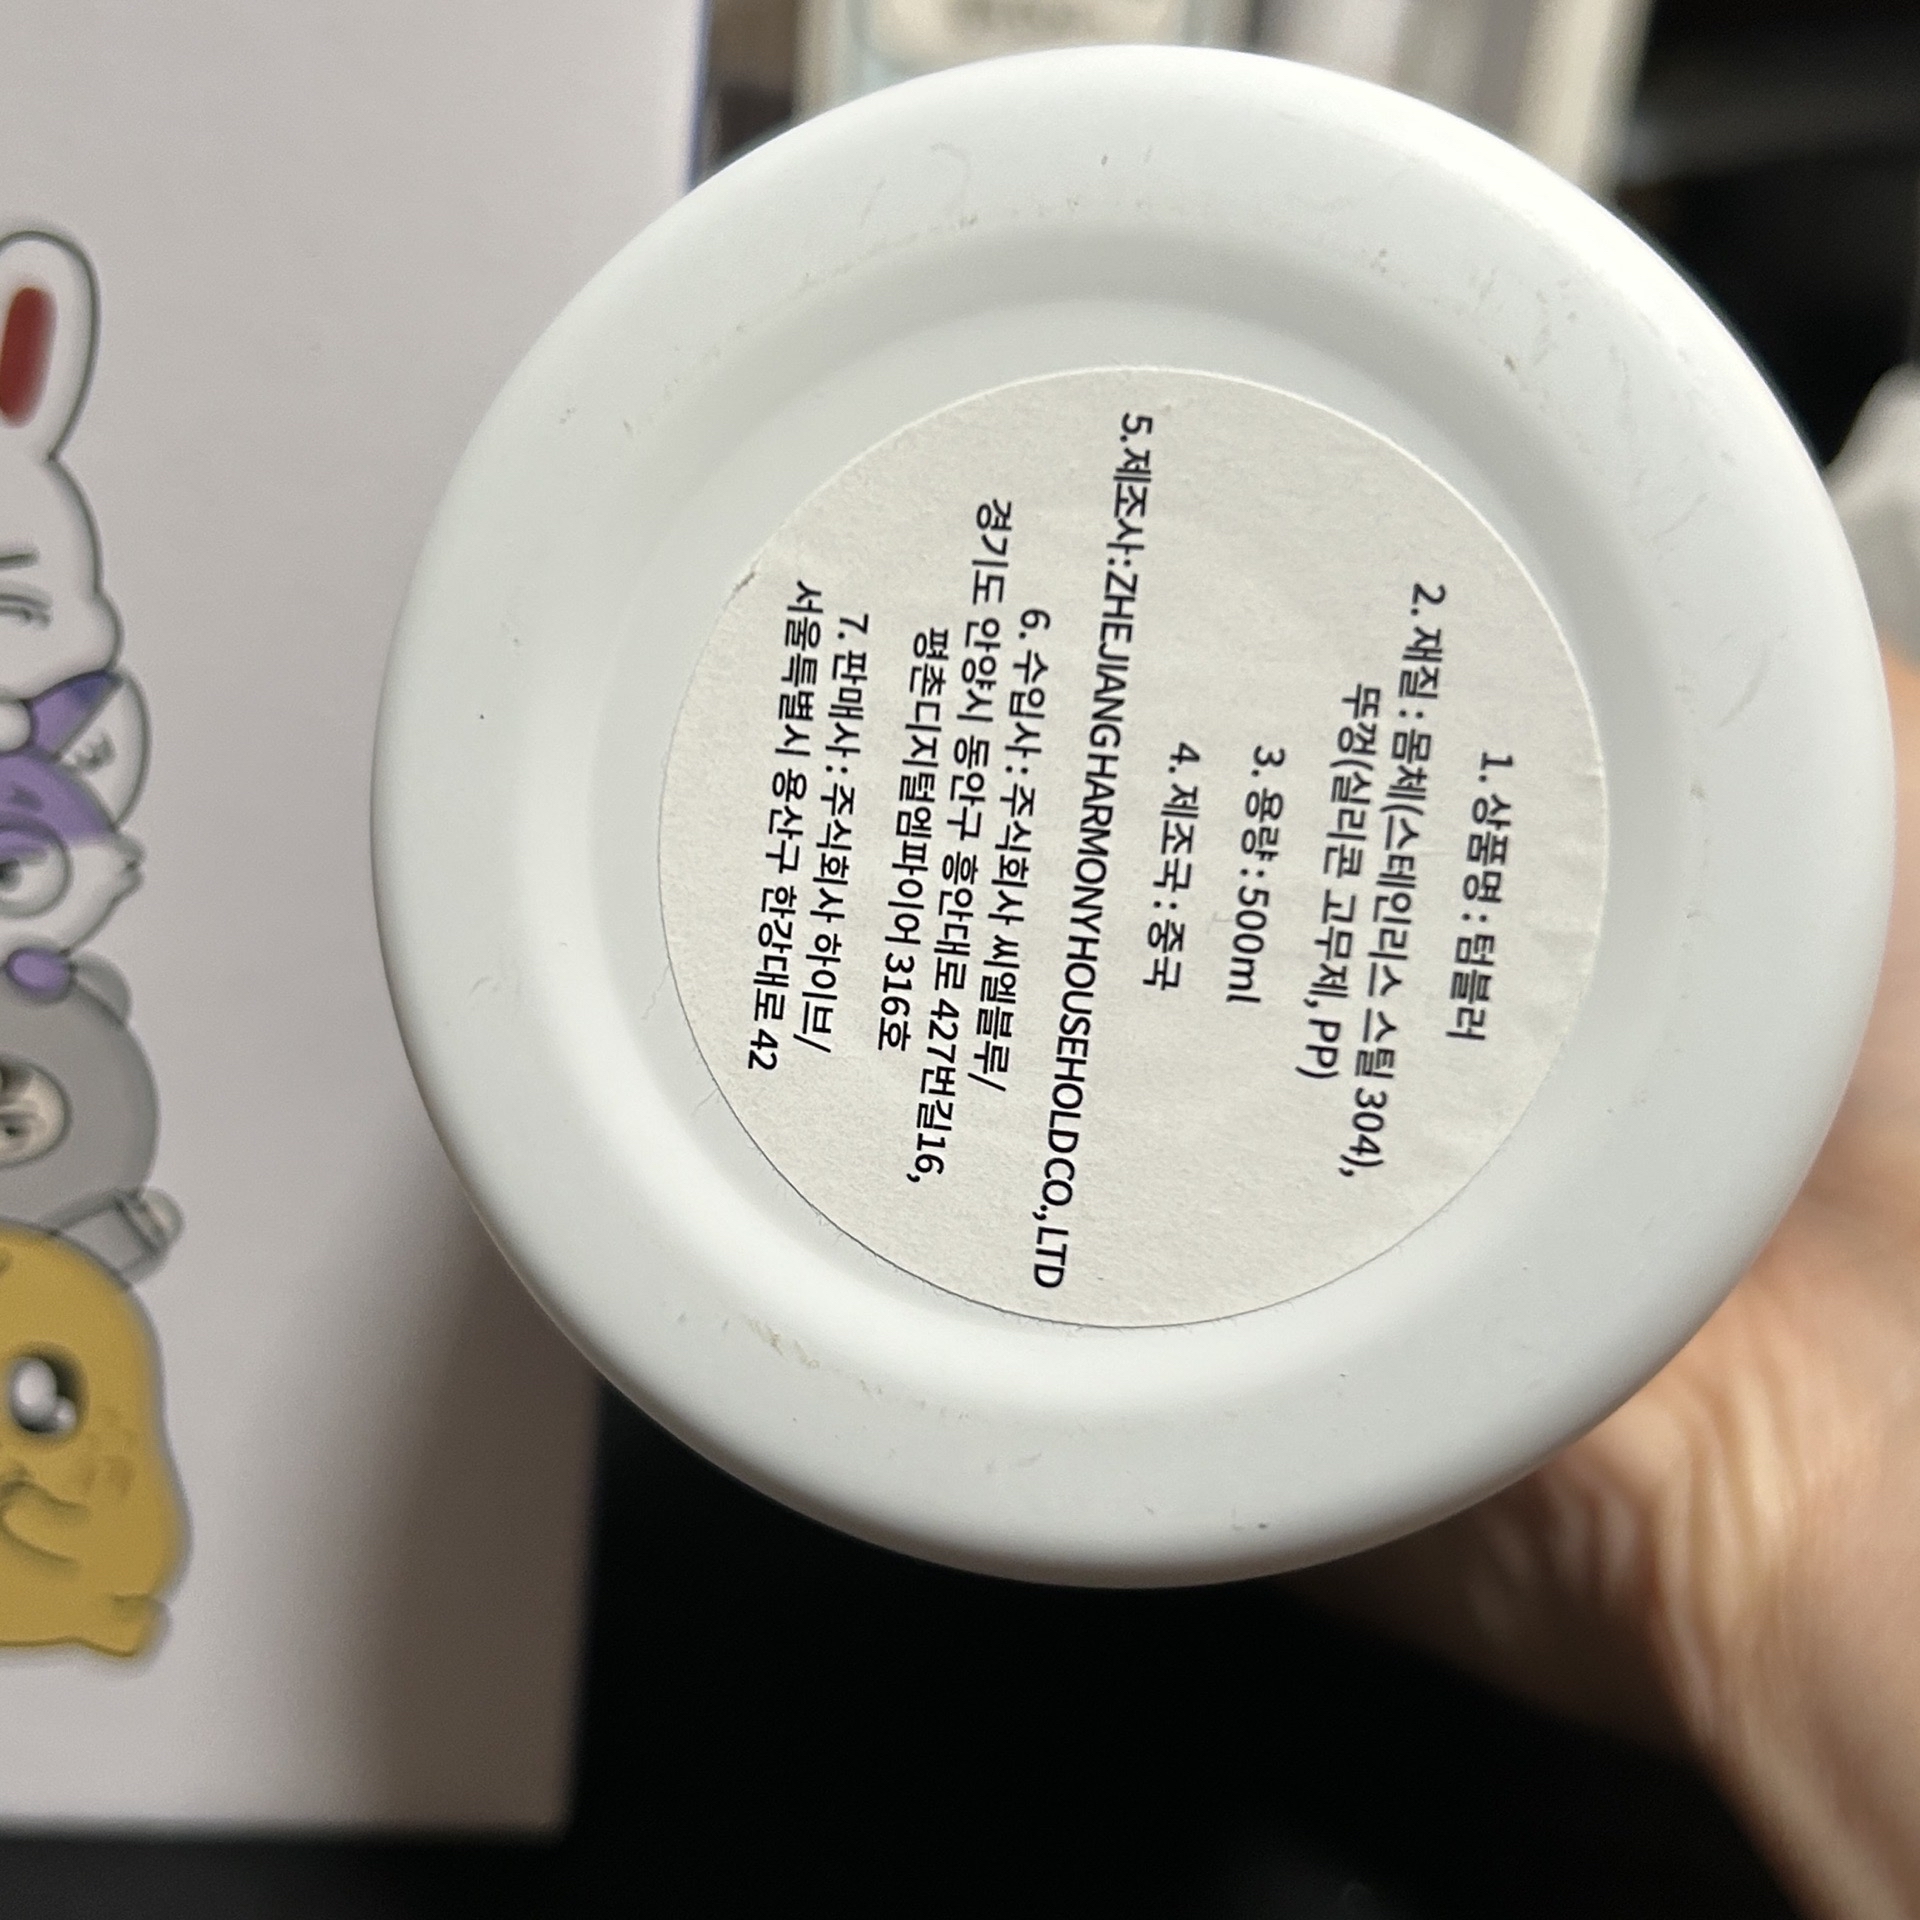 1. 상품명 : 텀블러
2. 재질 : 몸체(스테인리스 스틸 304),
뚜껑(실리콘 고무제, PP)
3. 용량 : 500ml
4. 제조국 : 중국
5. 제조사 : ZHEJIANG HARMONY HOUSEHOLD CO., LTD
6. 수입사 : 주식회사 씨엘블루/
경기도 안양시 동안구 흥안대로 427번길16,
평촌디지털엠파이어 316호
7. 판매사 : 주식회사 하이브/
서울특별시 용산구 한강대로 42